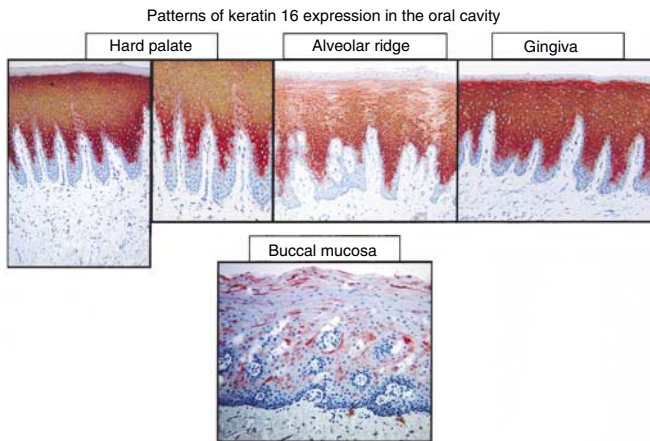 Patterns of keratin 16 expression in the oral cavity
Hard palate
Alveolar ridge
Gingiva
Buccal mucosa